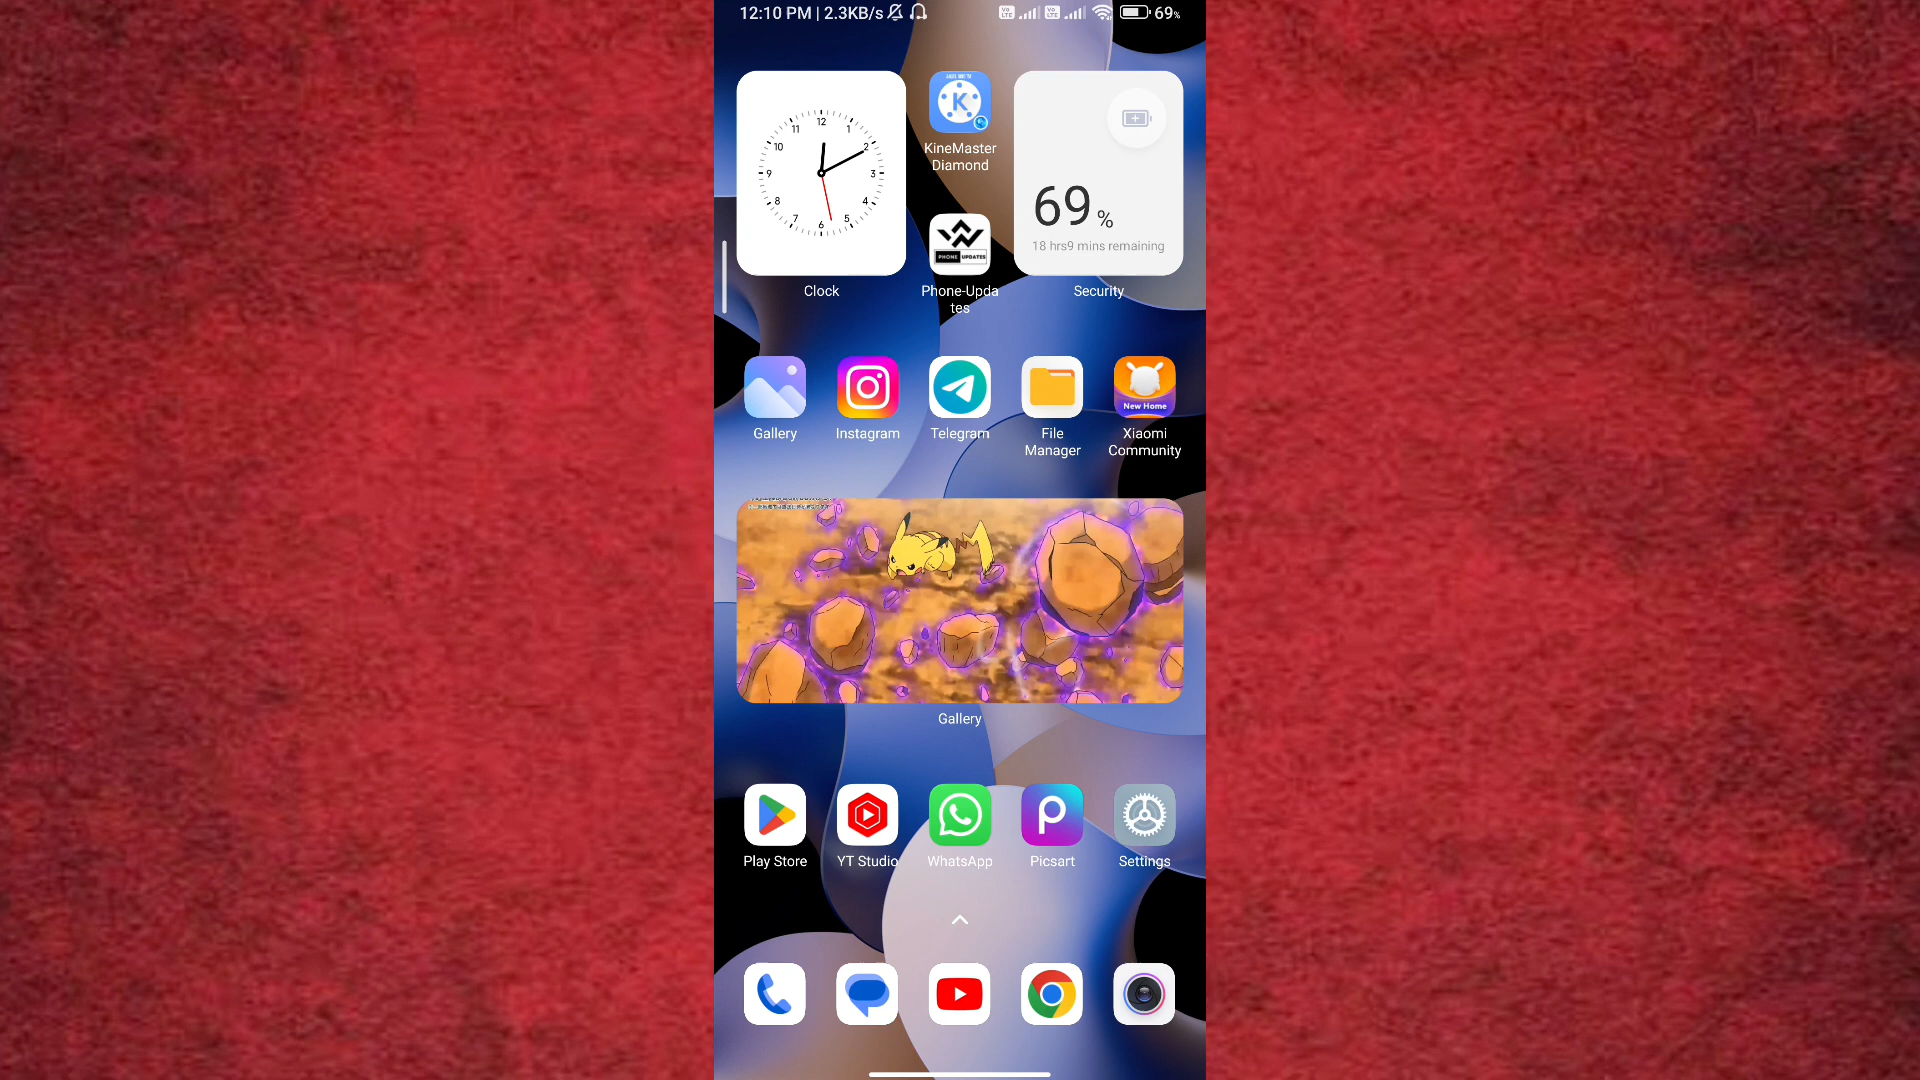 12:10 PM | 2.3KB/s
69%
12
1
2
3
4
5
6
7
8
9
10
11
Clock
K
KineMaster
Diamond
PHONE UPDATES
Phone-Upda
tes
69 %
18 hrs9 mins remaining
Security
Gallery
Instagram
Telegram
File
Manager
New Home
Xiaomi
Community
Gallery
Play Store
YT Studio
WhatsApp
Picsart
Settings